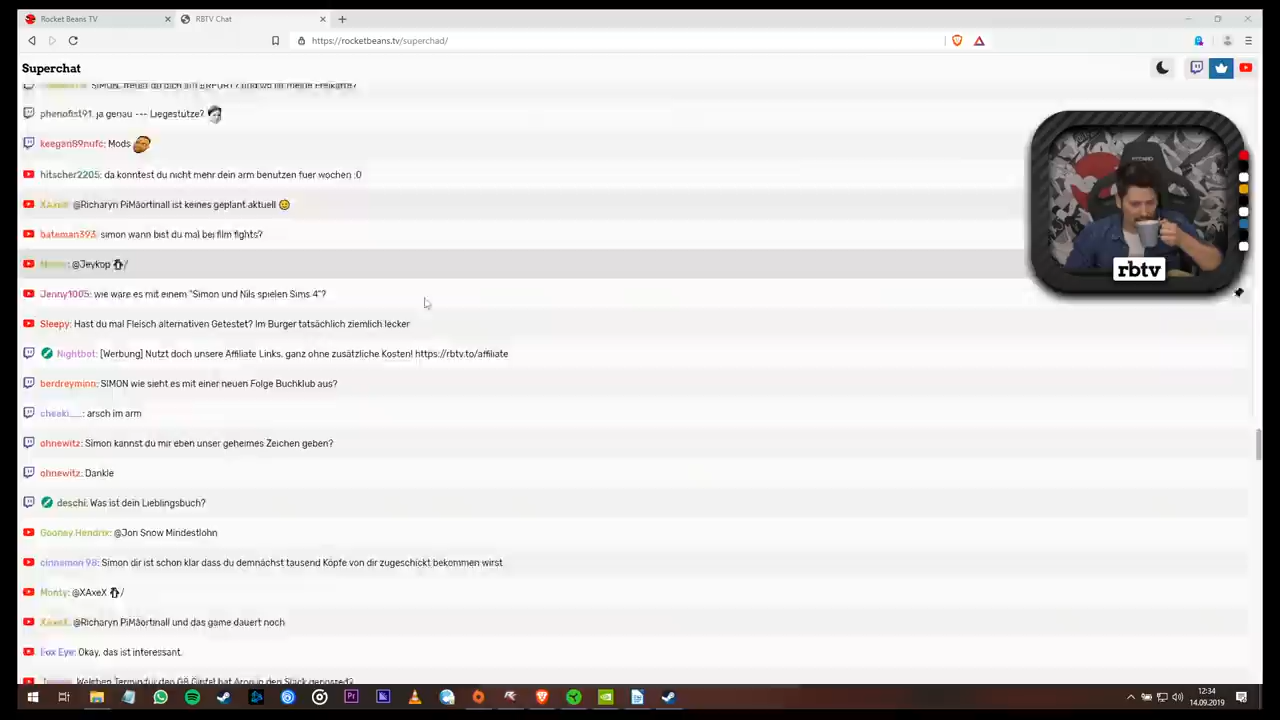 Rocket Beans TV
RBTV Chat
https://rocketbeans.tv/superchad/
Superchat
phenofist91: ja genau --- Liegestütze?
keegan89nufc: Mods
hitscher2205: da konntest du nicht mehr dein arm benutzen fuer wochen :0
XAxeX: @Richaryn PiMäortinall ist keines geplant aktuell
bateman393: simon wann bist du mal bei film fights?
@Jeykop
Jenny1005: wie wäre es mit einem "Simon und Nils spielen Sims 4"?
Sleepy: Hast du mal Fleisch alternativen Getestet? Im Burger tatsächlich ziemlich lecker
Nightbot: [Werbung] Nutzt doch unsere Affiliate Links, ganz ohne zusätzliche Kosten! https://rbtv.to/affiliate
berdreyminn: SIMON wie sieht es mit einer neuen Folge Buchklub aus?
cheaki___: arsch im arm
ohnewitz: Simon kannst du mir eben unser geheimes Zeichen geben?
ohnewitz: Dankle
deschi: Was ist dein Lieblingsbuch?
Gooney Hendrix: @Jon Snow Mindestlohn
cinnamon 98: Simon dir ist schon klar dass du demnächst tausend Köpfe von dir zugeschickt bekommen wirst
Monty: @XAxeX
XAxeX: @Richaryn PiMäortinall und das game dauert noch
Fox Eye: Okay, das ist interessant.
rbtv
12:34
14.09.2019